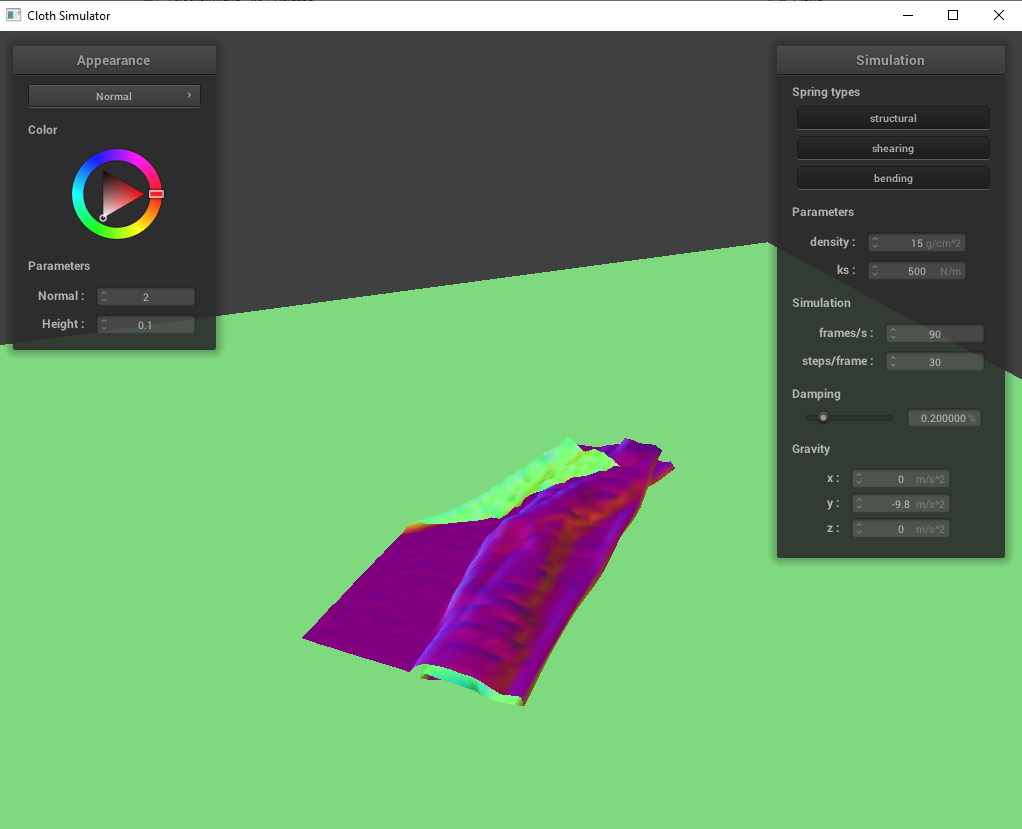 Cloth Simulator
Appearance
Normal
Color
Parameters
Normal : 2
Height : 0.1
Simulation
Spring types
structural
shearing
bending
Parameters
density : 15 g/cm^2
ks : 500 N/m
Simulation
frames/s : 90
steps/frame : 30
Damping
0.200000 %
Gravity
x : 0 m/s^2
y : -9.8 m/s^2
z : 0 m/s^2